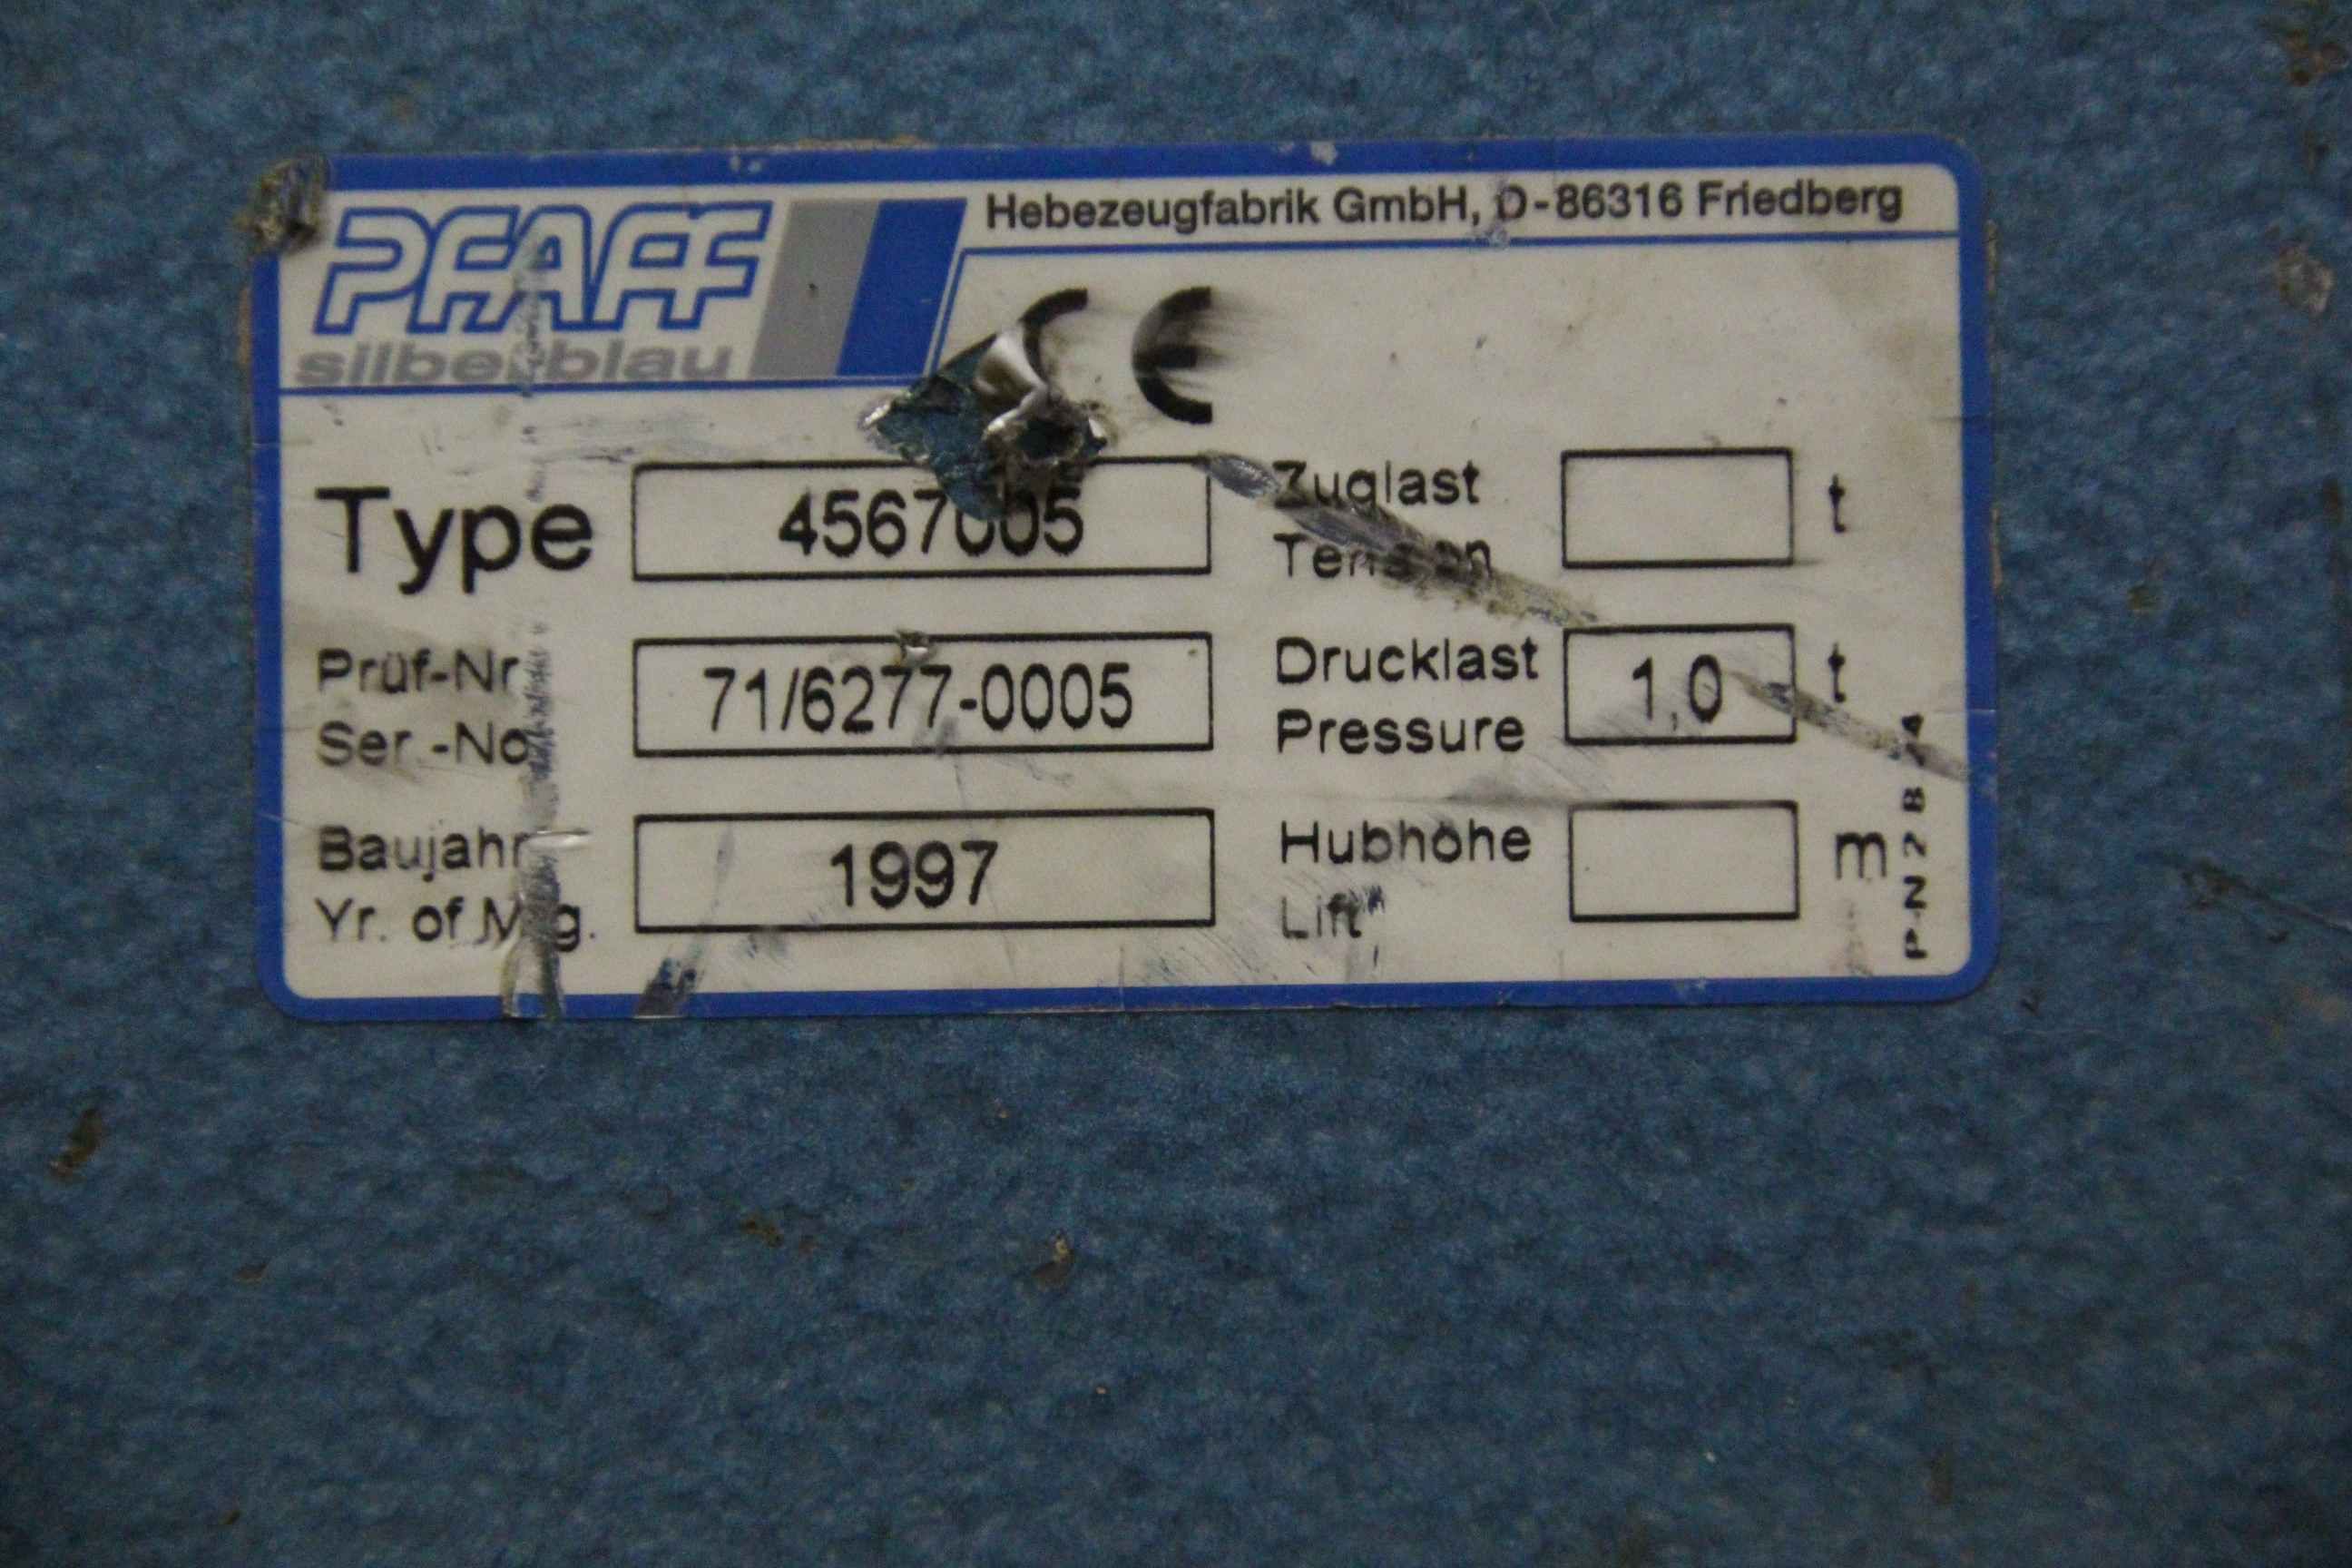 PFAFF
silberblau
Hebezeugfabrik GmbH, D-86316 Friedberg
CE
Type 4567005
Zuglast
Tension
t
Prüf-Nr.
Ser.-No.
71/6277-0005
Drucklast
Pressure
1,0 t
Baujahr
Yr. of Mfg.
1997
Hubhöhe
Lift
m